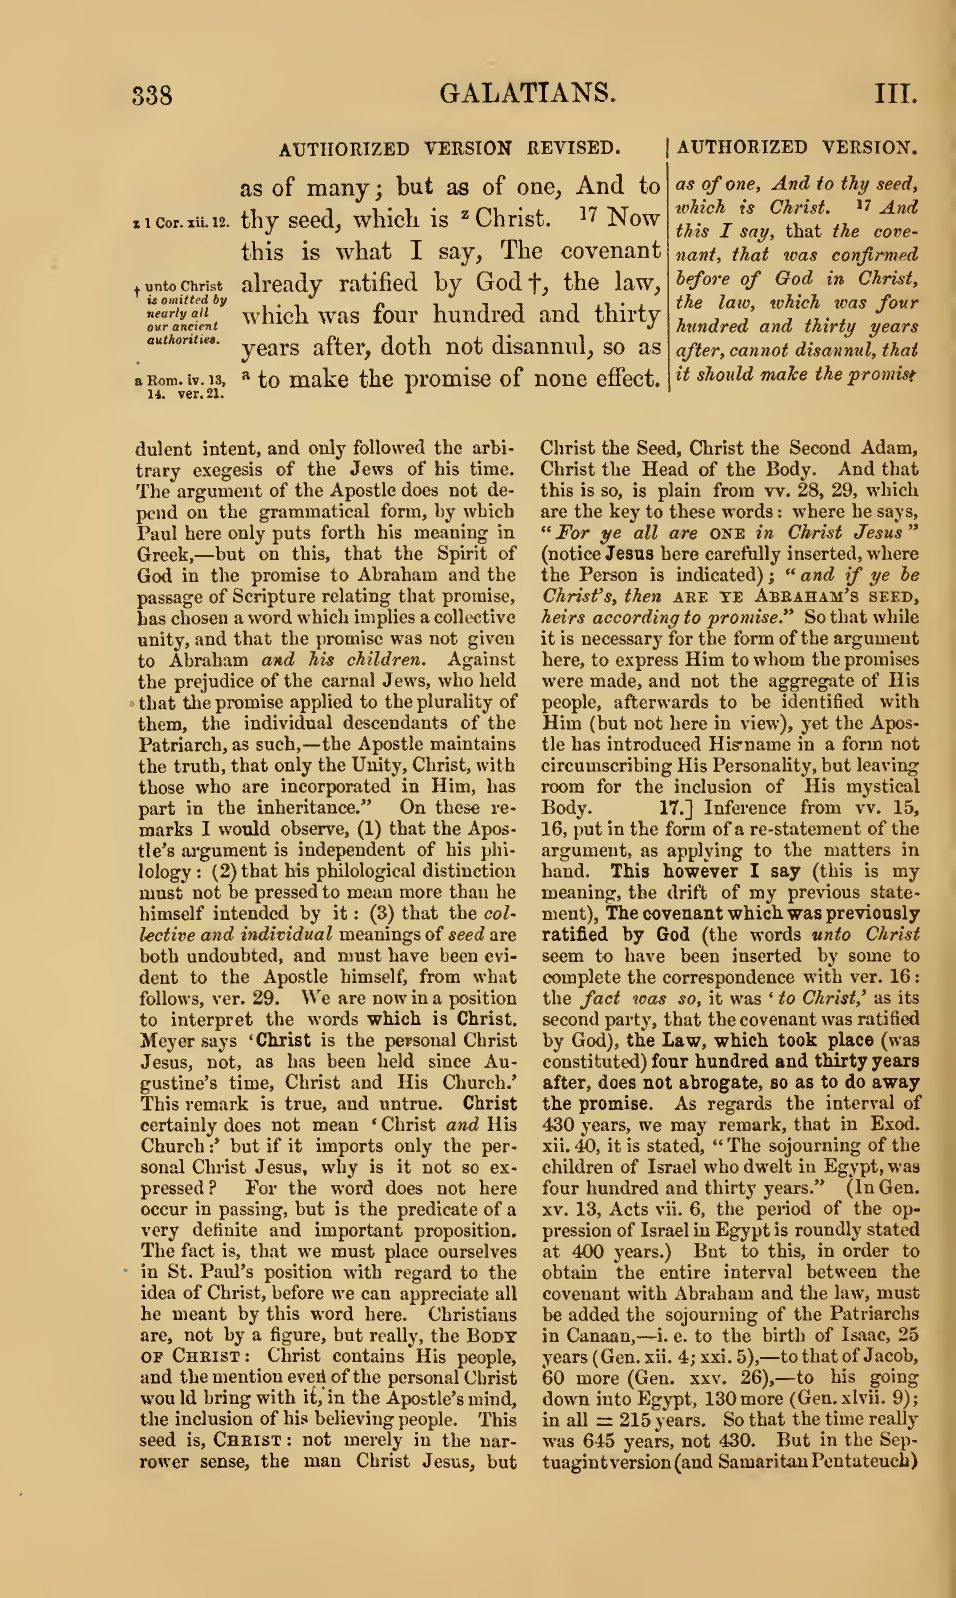 338 GALATIANS. III.
AUTHORIZED VERSION REVISED.
as of many; but as of one, And to
z 1 Cor. xii. 12. thy seed, which is z Christ. 17 Now
this is what I say, The covenant
† unto Christ already ratified by God †, the law,
is omitted by
nearly all which was four hundred and thirty
our ancient
authorities. years after, doth not disannul, so as
a Rom. iv. 13, a to make the promise of none effect.
14. ver. 21.
AUTHORIZED VERSION.
as of one, And to thy seed,
which is Christ. 17 And
this I say, that the cove-
nant, that was confirmed
before of God in Christ,
the law, which was four
hundred and thirty years
after, cannot disannul, that
it should make the promise
dulent intent, and only followed the arbi-
trary exegesis of the Jews of his time.
The argument of the Apostle does not de-
pend on the grammatical form, by which
Paul here only puts forth his meaning in
Greek,—but on this, that the Spirit of
God in the promise to Abraham and the
passage of Scripture relating that promise,
has chosen a word which implies a collective
unity, and that the promise was not given
to Abraham and his children. Against
the prejudice of the carnal Jews, who held
that the promise applied to the plurality of
them, the individual descendants of the
Patriarch, as such,—the Apostle maintains
the truth, that only the Unity, Christ, with
those who are incorporated in Him, has
part in the inheritance." On these re-
marks I would observe, (1) that the Apos-
tle's argument is independent of his phi-
lology: (2) that his philological distinction
must not be pressed to mean more than he
himself intended by it: (3) that the col-
lective and individual meanings of seed are
both undoubted, and must have been evi-
dent to the Apostle himself, from what
follows, ver. 29. We are now in a position
to interpret the words which is Christ.
Meyer says 'Christ is the personal Christ
Jesus, not, as has been held since Au-
gustine's time, Christ and His Church.'
This remark is true, and untrue. Christ
certainly does not mean 'Christ and His
Church:' but if it imports only the per-
sonal Christ Jesus, why is it not so ex-
pressed? For the word does not here
occur in passing, but is the predicate of a
very definite and important proposition.
The fact is, that we must place ourselves
in St. Paul's position with regard to the
idea of Christ, before we can appreciate all
he meant by this word here. Christians
are, not by a figure, but really, the BODY
OF CHRIST: Christ contains His people,
and the mention even of the personal Christ
would bring with it, in the Apostle's mind,
the inclusion of his believing people. This
seed is, CHRIST: not merely in the nar-
rower sense, the man Christ Jesus, but
Christ the Seed, Christ the Second Adam,
Christ the Head of the Body. And that
this is so, is plain from vv. 28, 29, which
are the key to these words: where he says,
"For ye all are ONE in Christ Jesus"
(notice Jesus here carefully inserted, where
the Person is indicated); "and if ye be
Christ's, then ARE YE ABRAHAM'S SEED,
heirs according to promise." So that while
it is necessary for the form of the argument
here, to express Him to whom the promises
were made, and not the aggregate of His
people, afterwards to be identified with
Him (but not here in view), yet the Apos-
tle has introduced His name in a form not
circumscribing His Personality, but leaving
room for the inclusion of His mystical
Body. 17.] Inference from vv. 15,
16, put in the form of a re-statement of the
argument, as applying to the matters in
hand. This however I say (this is my
meaning, the drift of my previous state-
ment), The covenant which was previously
ratified by God (the words unto Christ
seem to have been inserted by some to
complete the correspondence with ver. 16:
the fact was so, it was 'to Christ,' as its
second party, that the covenant was ratified
by God), the Law, which took place (was
constituted) four hundred and thirty years
after, does not abrogate, so as to do away
the promise. As regards the interval of
430 years, we may remark, that in Exod.
xii. 40, it is stated, "The sojourning of the
children of Israel who dwelt in Egypt, was
four hundred and thirty years." (In Gen.
xv. 13, Acts vii. 6, the period of the op-
pression of Israel in Egypt is roundly stated
at 400 years.) But to this, in order to
obtain the entire interval between the
covenant with Abraham and the law, must
be added the sojourning of the Patriarchs
in Canaan,—i. e. to the birth of Isaac, 25
years (Gen. xii. 4; xxi. 5),—to that of Jacob,
60 more (Gen. xxv. 26),—to his going
down into Egypt, 130 more (Gen. xlvii. 9);
in all = 215 years. So that the time really
was 645 years, not 430. But in the Sep-
tuagint version (and Samaritan Pentateuch)